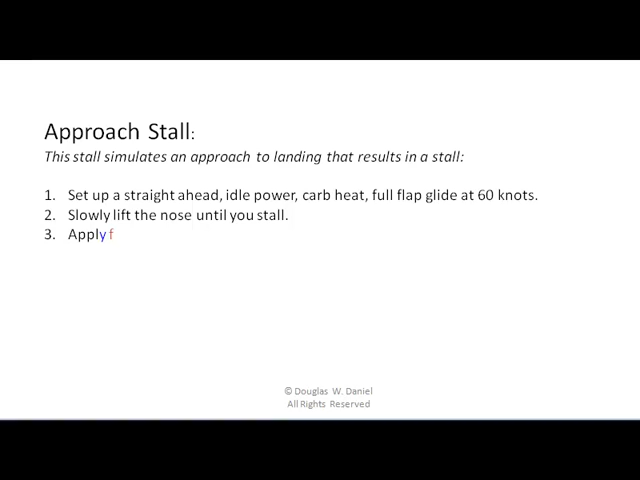 Approach Stall:
This stall simulates an approach to landing that results in a stall:
1. Set up a straight ahead, idle power, carb heat, full flap glide at 60 knots.
2. Slowly lift the nose until you stall.
3. Apply f
© Douglas W. Daniel
All Rights Reserved